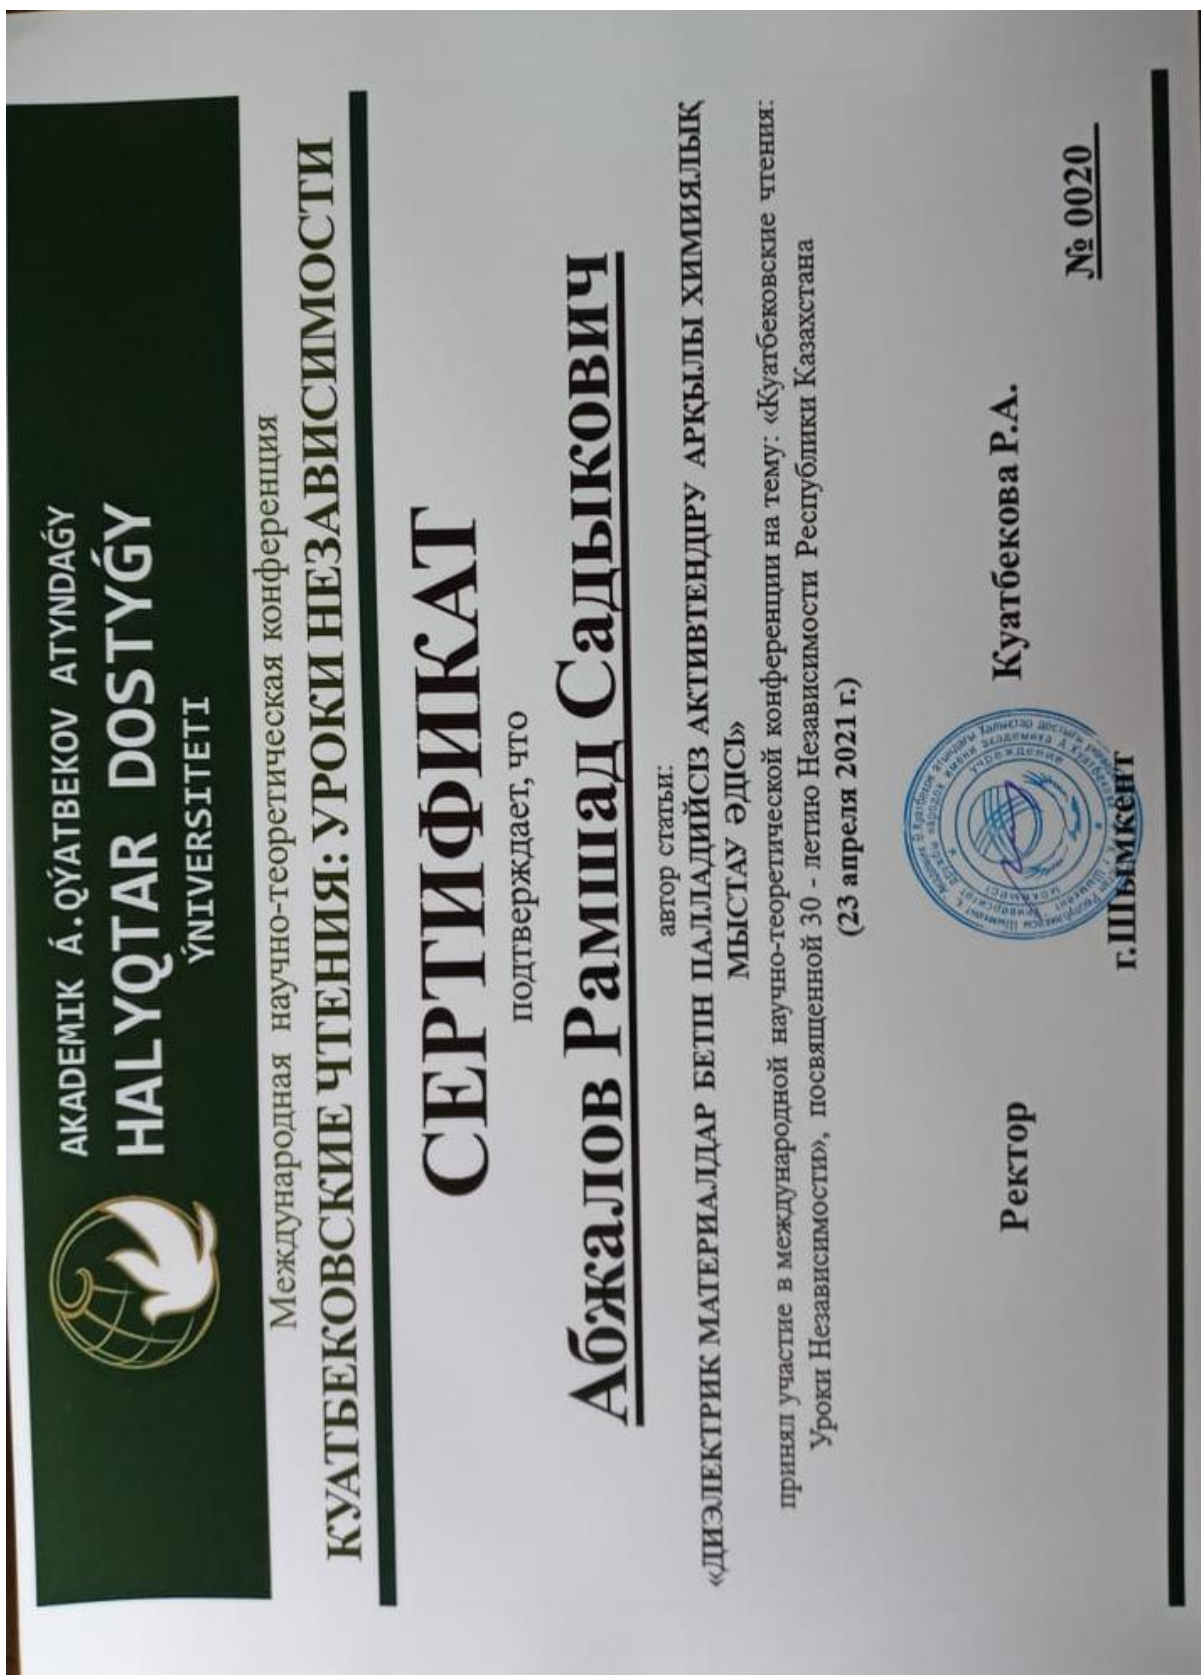 AKADEMIK Á.QÝATBEKOV ATYNDAǴY
HALYQTAR DOSTYǴY
ÝNIVERSITETI
Международная научно-теоретическая конференция
КУАТБЕКОВСКИЕ ЧТЕНИЯ: УРОКИ НЕЗАВИСИМОСТИ
СЕРТИФИКАТ
подтверждает, что
Абжалов Рамшад Садыкович
автор статьи:
«ДИЭЛЕКТРИК МАТЕРИАЛДАР БЕТІН ПАЛЛАДИЙСІЗ АКТИВТЕНДІРУ АРҚЫЛЫ ХИМИЯЛЫҚ
МЫСТАУ ӘДІСІ»
принял участие в международной научно-теоретической конференции на тему: «Куатбековские чтения:
Уроки Независимости», посвященной 30 - летию Независимости Республики Казахстана
(23 апреля 2021 г.)
Ректор Куатбекова Р.А.
№ 0020
г.Шымкент